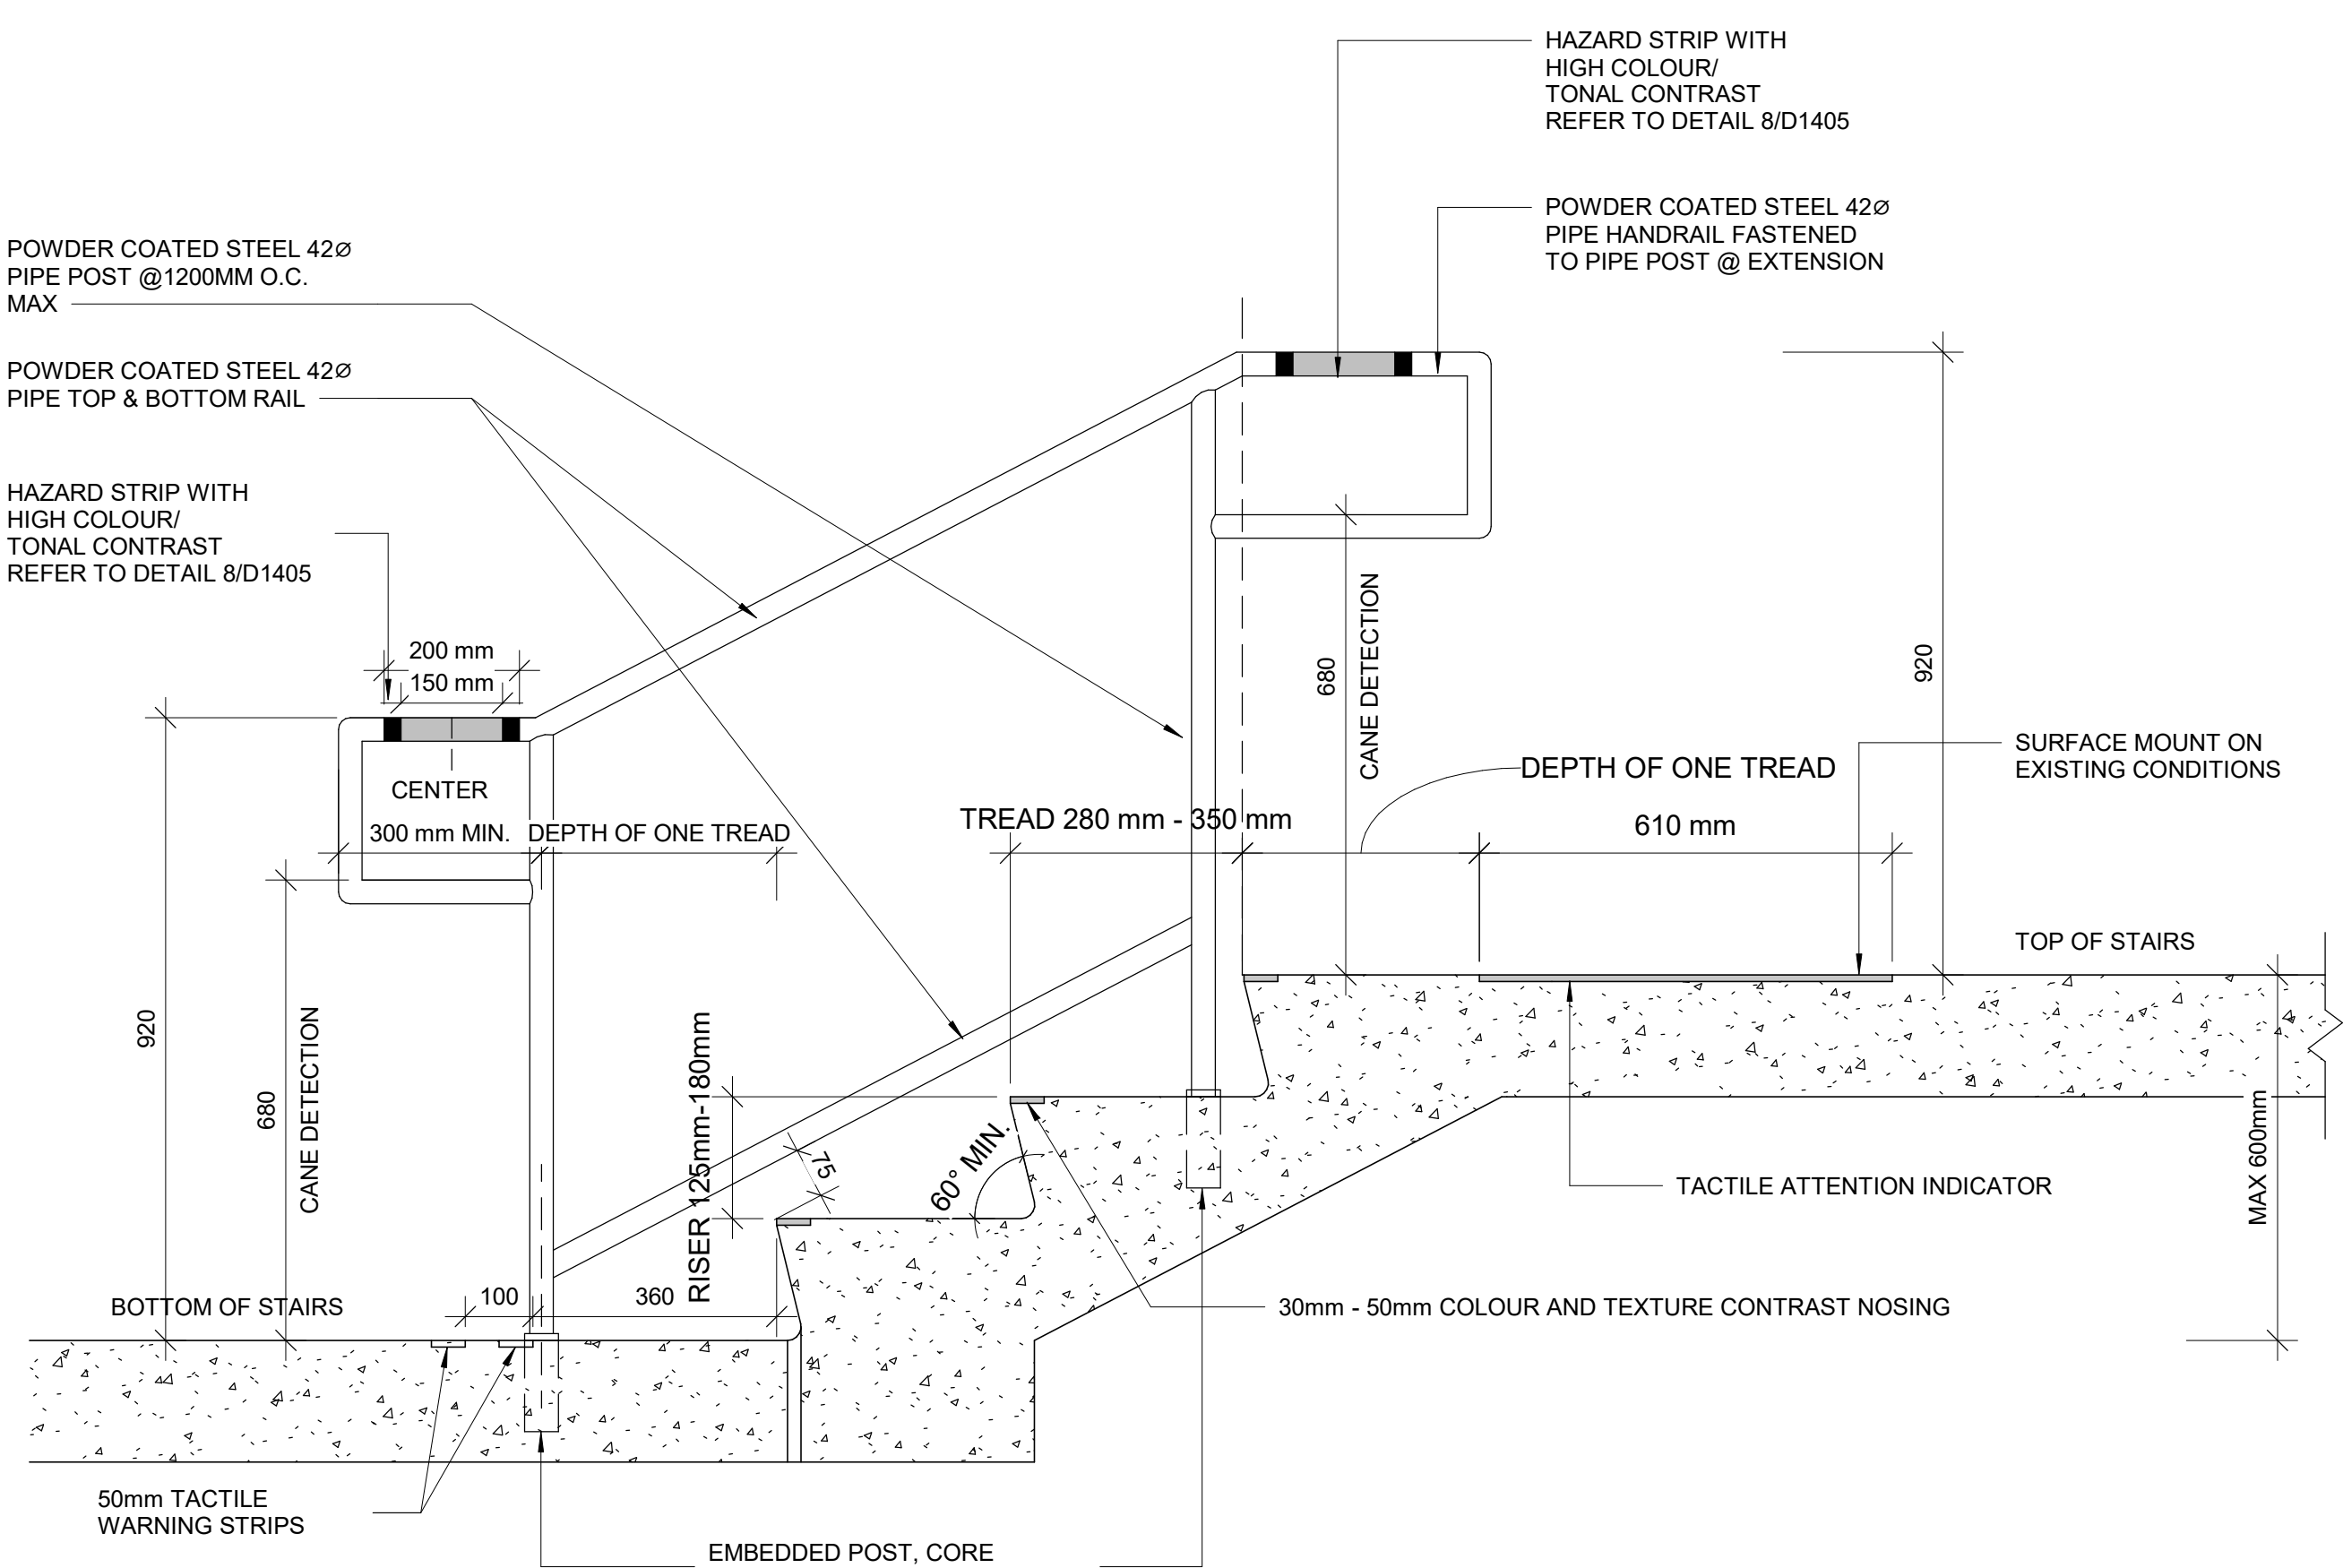 HAZARD STRIP WITH
HIGH COLOUR/
TONAL CONTRAST
REFER TO DETAIL 8/D1405
POWDER COATED STEEL 42Ø
PIPE HANDRAIL FASTENED
TO PIPE POST @ EXTENSION
POWDER COATED STEEL 42Ø
PIPE POST @1200MM O.C.
MAX
POWDER COATED STEEL 42Ø
PIPE TOP & BOTTOM RAIL
HAZARD STRIP WITH
HIGH COLOUR/
TONAL CONTRAST
REFER TO DETAIL 8/D1405
200 mm
150 mm
CENTER
300 mm MIN.
DEPTH OF ONE TREAD
920
680
CANE DETECTION
TREAD 280 mm - 350 mm
680
CANE DETECTION
DEPTH OF ONE TREAD
610 mm
920
SURFACE MOUNT ON
EXISTING CONDITIONS
TOP OF STAIRS
MAX 600mm
RISER 125mm-180mm
75
60° MIN.
TACTILE ATTENTION INDICATOR
BOTTOM OF STAIRS
100
360
30mm - 50mm COLOUR AND TEXTURE CONTRAST NOSING
50mm TACTILE
WARNING STRIPS
EMBEDDED POST, CORE